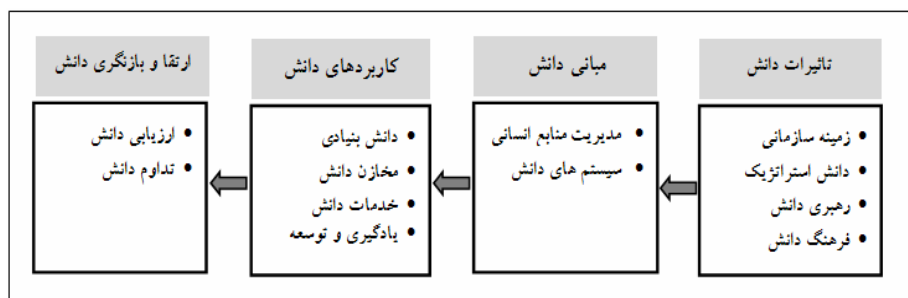 تاثیرات دانش
• زمینه سازمانی
• دانش استراتژیک
• رهبری دانش
• فرهنگ دانش
مبانی دانش
• مدیریت منابع انسانی
• سیستم های دانش
کاربردهای دانش
• دانش بنیادی
• مخازن دانش
• خدمات دانش
• یادگیری و توسعه
ارتقا و بازنگری دانش
• ارزیابی دانش
• تداوم دانش